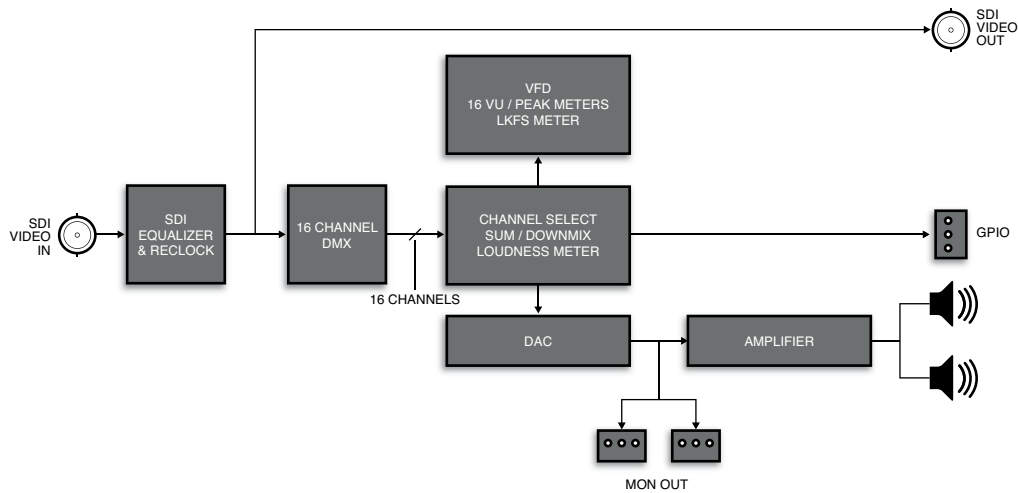 SDI
VIDEO
OUT
VFD
16 VU / PEAK METERS
LKFS METER
SDI
VIDEO
IN
SDI
EQUALIZER
& RECLOCK
16 CHANNEL
DMX
CHANNEL SELECT
SUM / DOWNMIX
LOUDNESS METER
GPIO
16 CHANNELS
DAC
AMPLIFIER
MON OUT